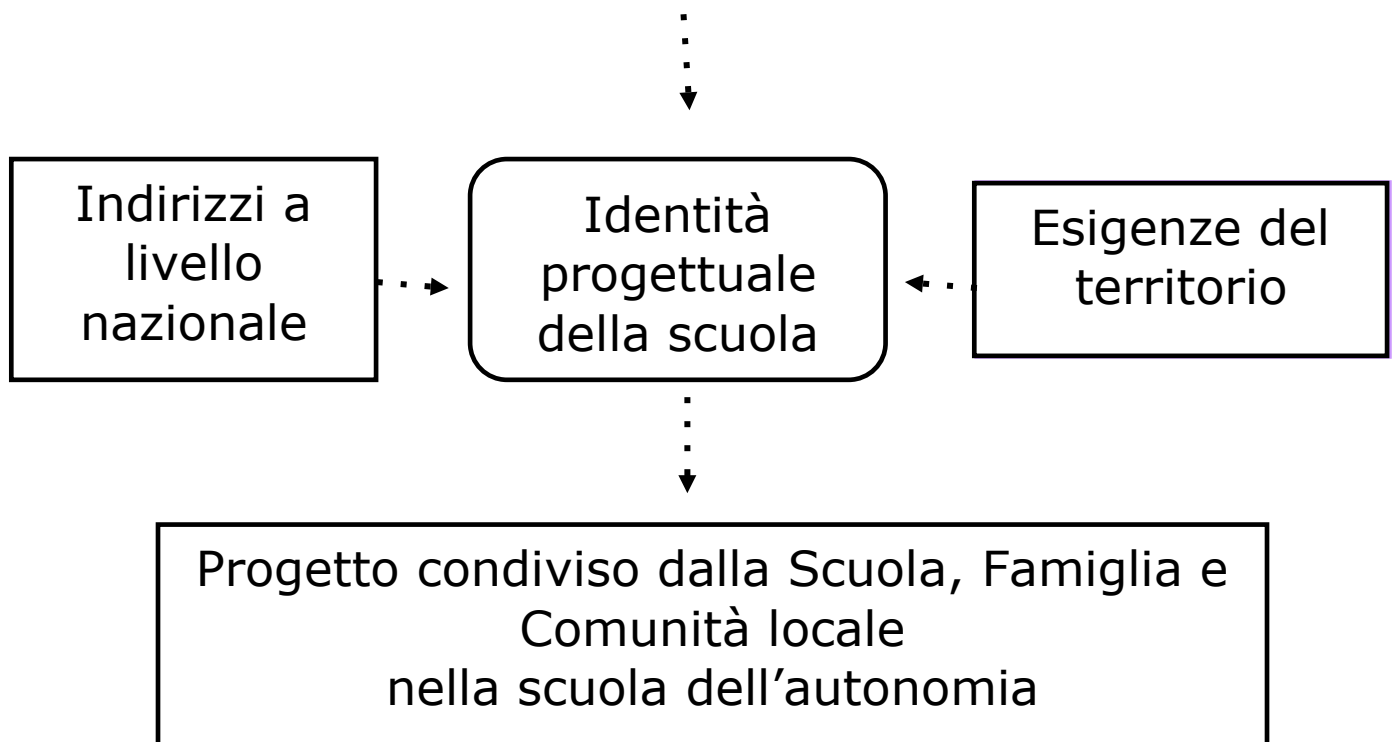 Indirizzi a
livello
nazionale
Identità
progettuale
della scuola
Esigenze del
territorio
Progetto condiviso dalla Scuola, Famiglia e
Comunità locale
nella scuola dell’autonomia